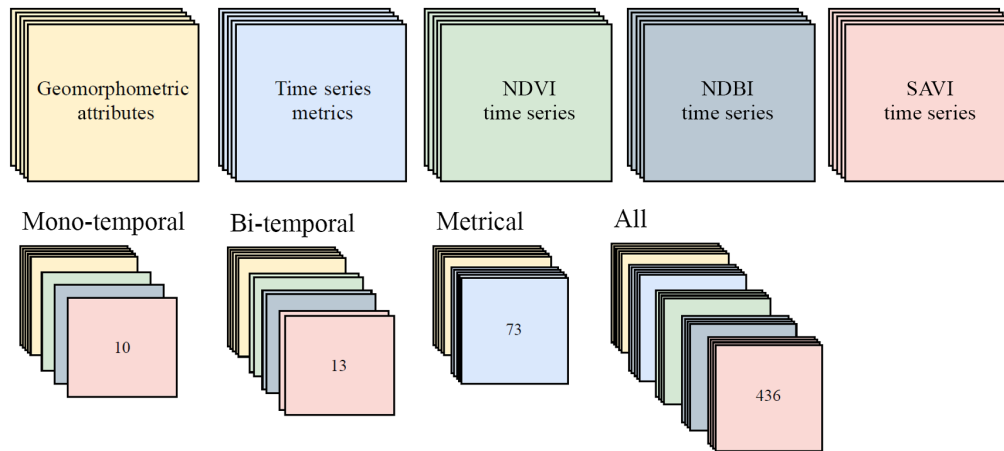 Geomorphometric
attributes
Time series
metrics
NDVI
time series
NDBI
time series
SAVI
time series
Mono-temporal
Bi-temporal
Metrical
All
10
13
73
436